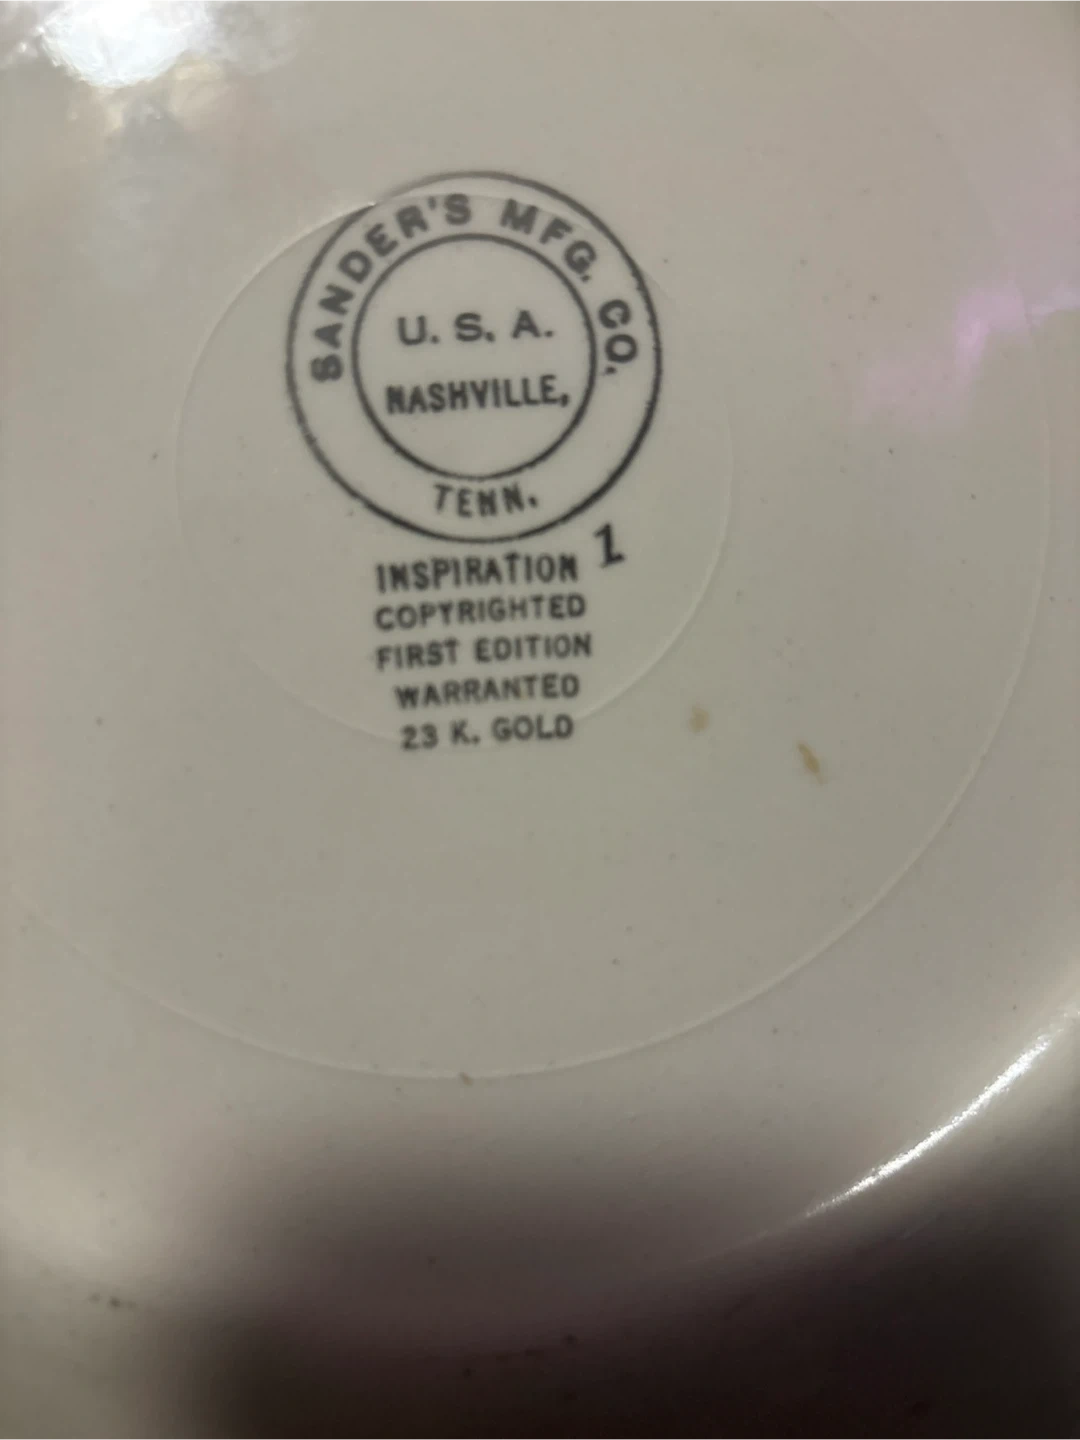 SANDER'S MFG. CO.
U. S. A.
NASHVILLE,
TENN.
INSPIRATION 1
COPYRIGHTED
FIRST EDITION
WARRANTED
23 K. GOLD